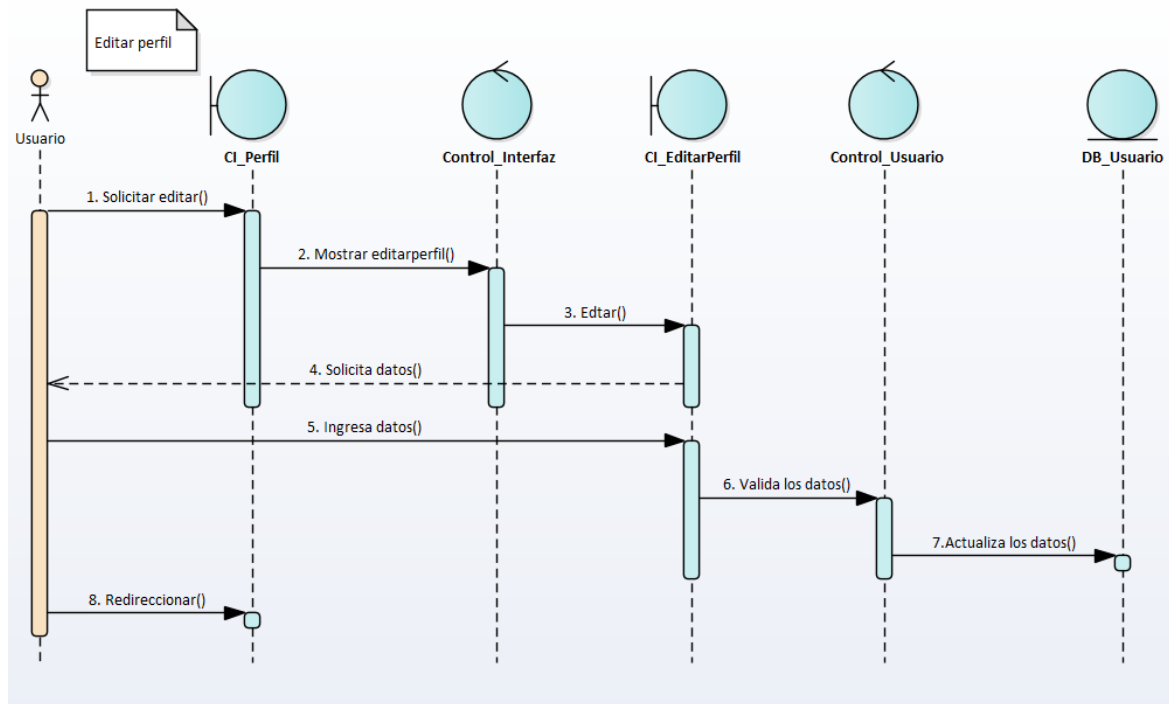 Editar perfil
Usuario
CI_Perfil
Control_Interfaz
CI_EditarPerfil
Control_Usuario
DB_Usuario
1. Solicitar editar()
2. Mostrar editarperfil()
3. Edtar()
4. Solicita datos()
5. Ingresa datos()
6. Valida los datos()
7.Actualiza los datos()
8. Redireccionar()